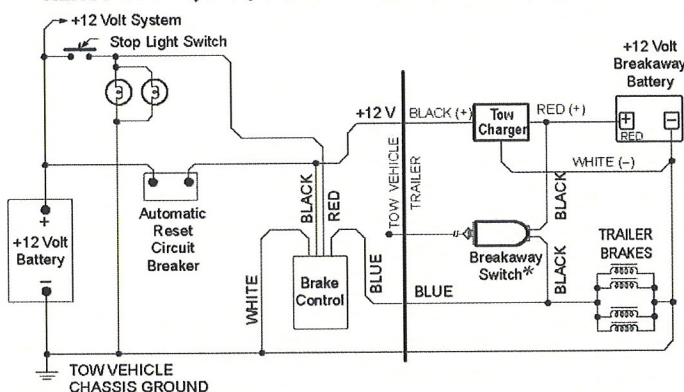 +12 Volt System
Stop Light Switch
+12 Volt
Breakaway
Battery
+12 V
BLACK (+)
Tow
Charger
RED (+)
+
−
RED
WHITE (−)
BLACK
RED
TOW VEHICLE
TRAILER
BLACK
Automatic
Reset
Circuit
Breaker
+
+12 Volt
Battery
−
Breakaway
Switch*
TRAILER
BRAKES
WHITE
Brake
Control
BLUE
BLUE
BLACK
TOW VEHICLE
CHASSIS GROUND